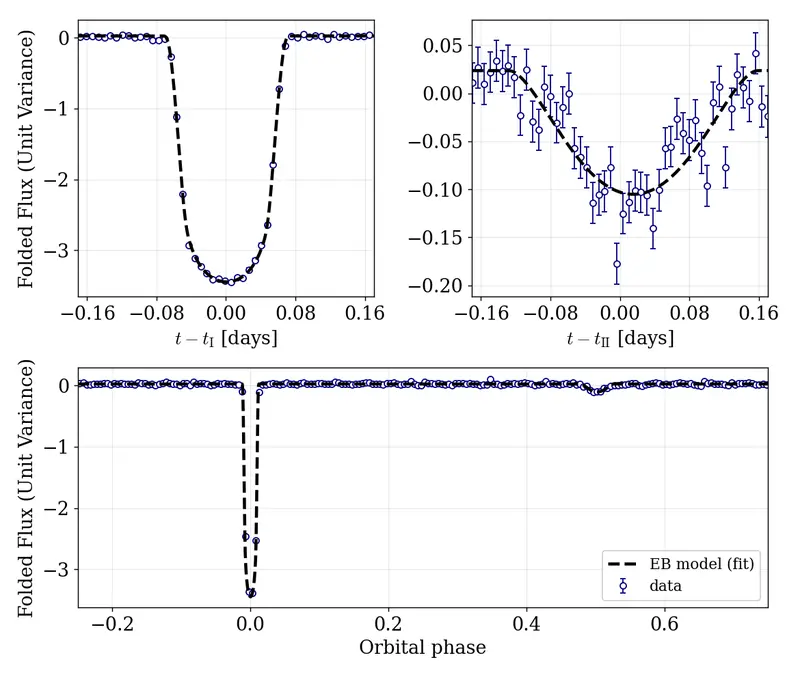 Folded Flux (Unit Variance)
0
−1
−2
−3
−0.16 −0.08 0.00 0.08 0.16
t − t_I [days]
0.05
0.00
−0.05
−0.10
−0.15
−0.20
−0.16 −0.08 0.00 0.08 0.16
t − t_II [days]
Folded Flux (Unit Variance)
0
−1
−2
−3
EB model (fit)
data
−0.2 0.0 0.2 0.4 0.6
Orbital phase